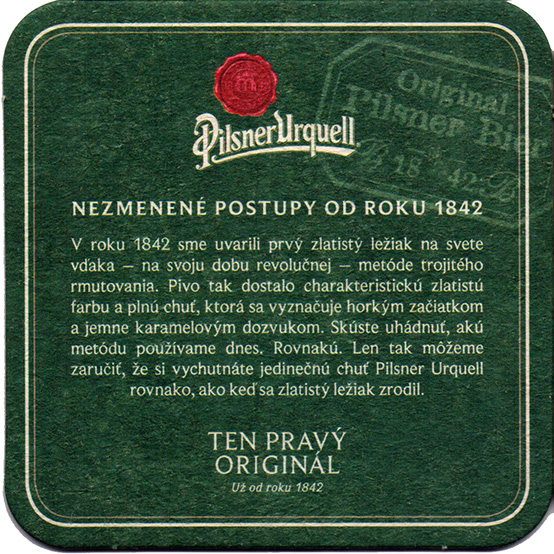 Original
Pilsner Bier
18 42
Pilsner Urquell
NEZMENENÉ POSTUPY OD ROKU 1842
V roku 1842 sme uvarili prvý zlatistý ležiak na svete
vďaka – na svoju dobu revolučnej – metóde trojitého
rmutovania. Pivo tak dostalo charakteristickú zlatistú
farbu a plnú chuť, ktorá sa vyznačuje horkým začiatkom
a jemne karamelovým dozvukom. Skúste uhádnuť, akú
metódu používame dnes. Rovnakú. Len tak môžeme
zaručiť, že si vychutnáte jedinečnú chuť Pilsner Urquell
rovnako, ako keď sa zlatistý ležiak zrodil.
TEN PRAVÝ
ORIGINÁL
Už od roku 1842